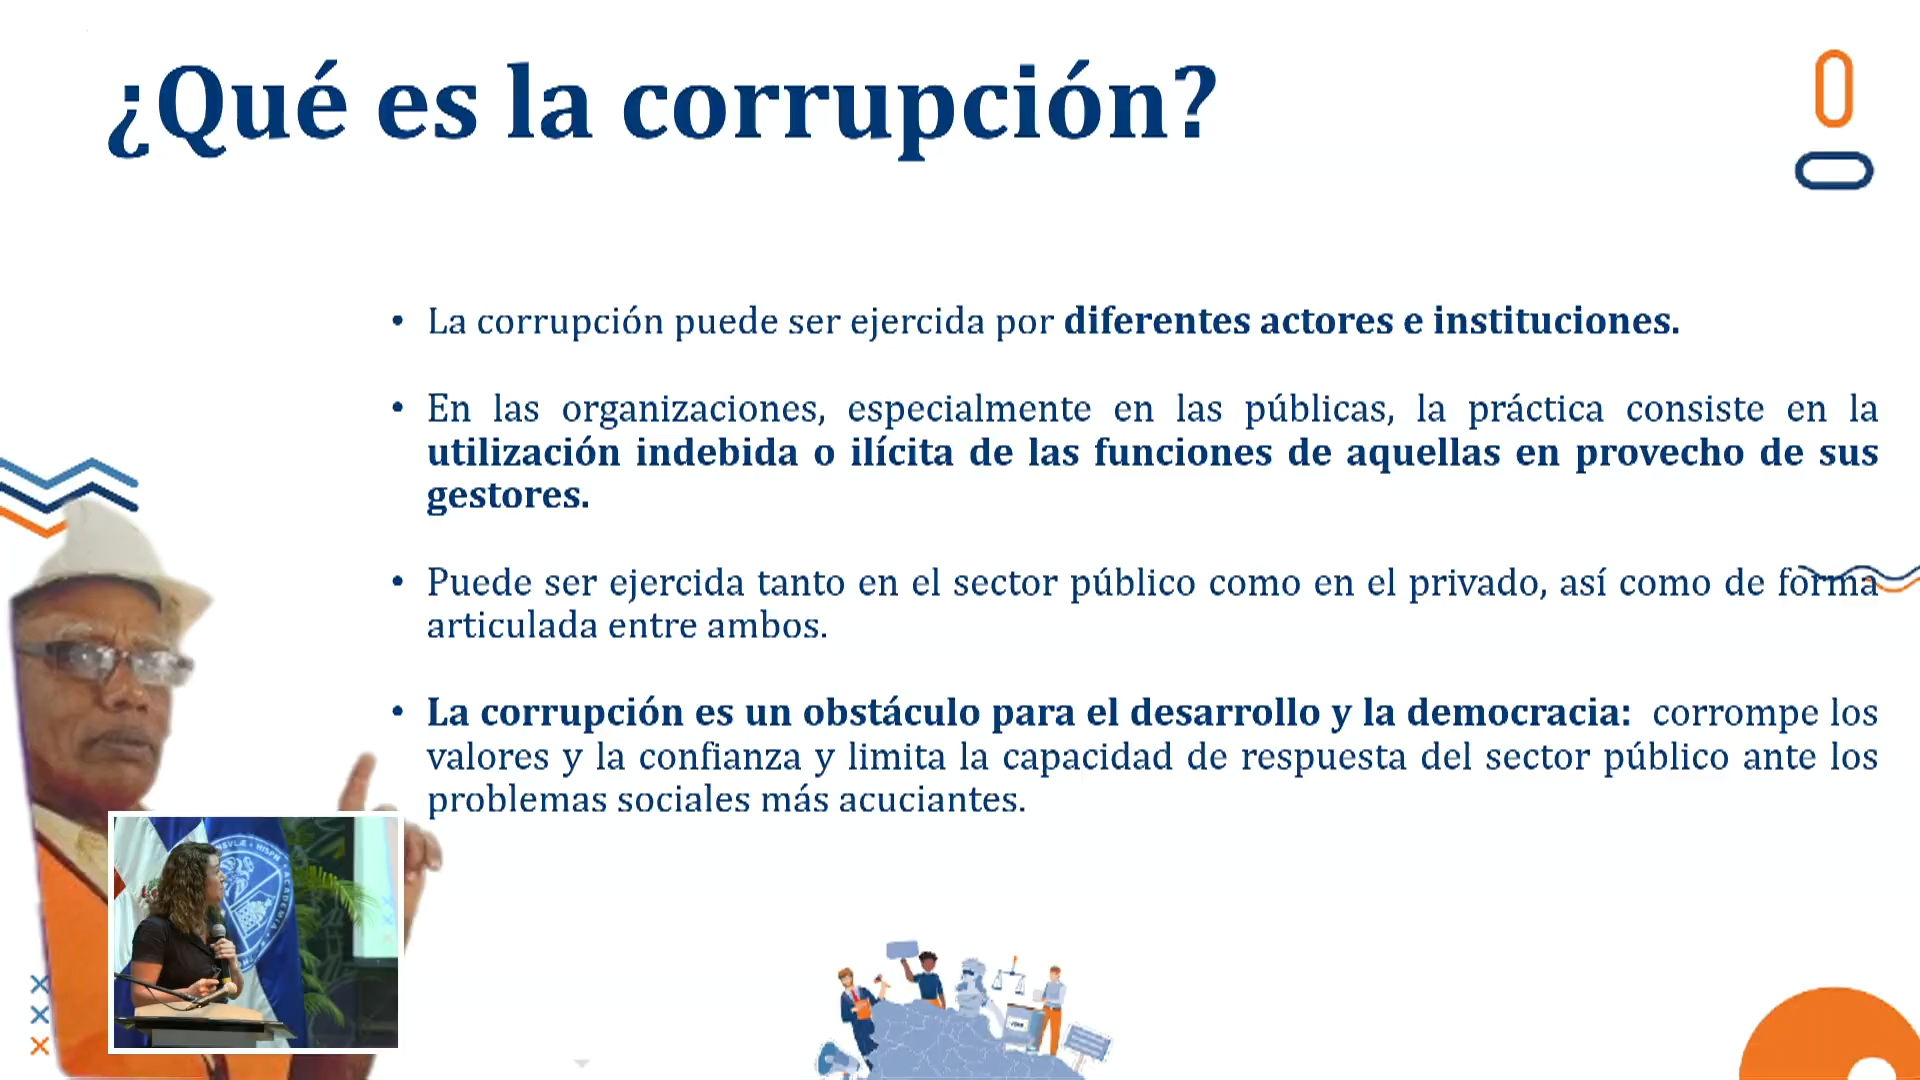 ¿Qué es la corrupción?
• La corrupción puede ser ejercida por diferentes actores e instituciones.
• En las organizaciones, especialmente en las públicas, la práctica consiste en la
utilización indebida o ilícita de las funciones de aquellas en provecho de sus
gestores.
• Puede ser ejercida tanto en el sector público como en el privado, así como de forma
articulada entre ambos.
• La corrupción es un obstáculo para el desarrollo y la democracia: corrompe los
valores y la confianza y limita la capacidad de respuesta del sector público ante los
problemas sociales más acuciantes.
HISPN
ACADEMIA